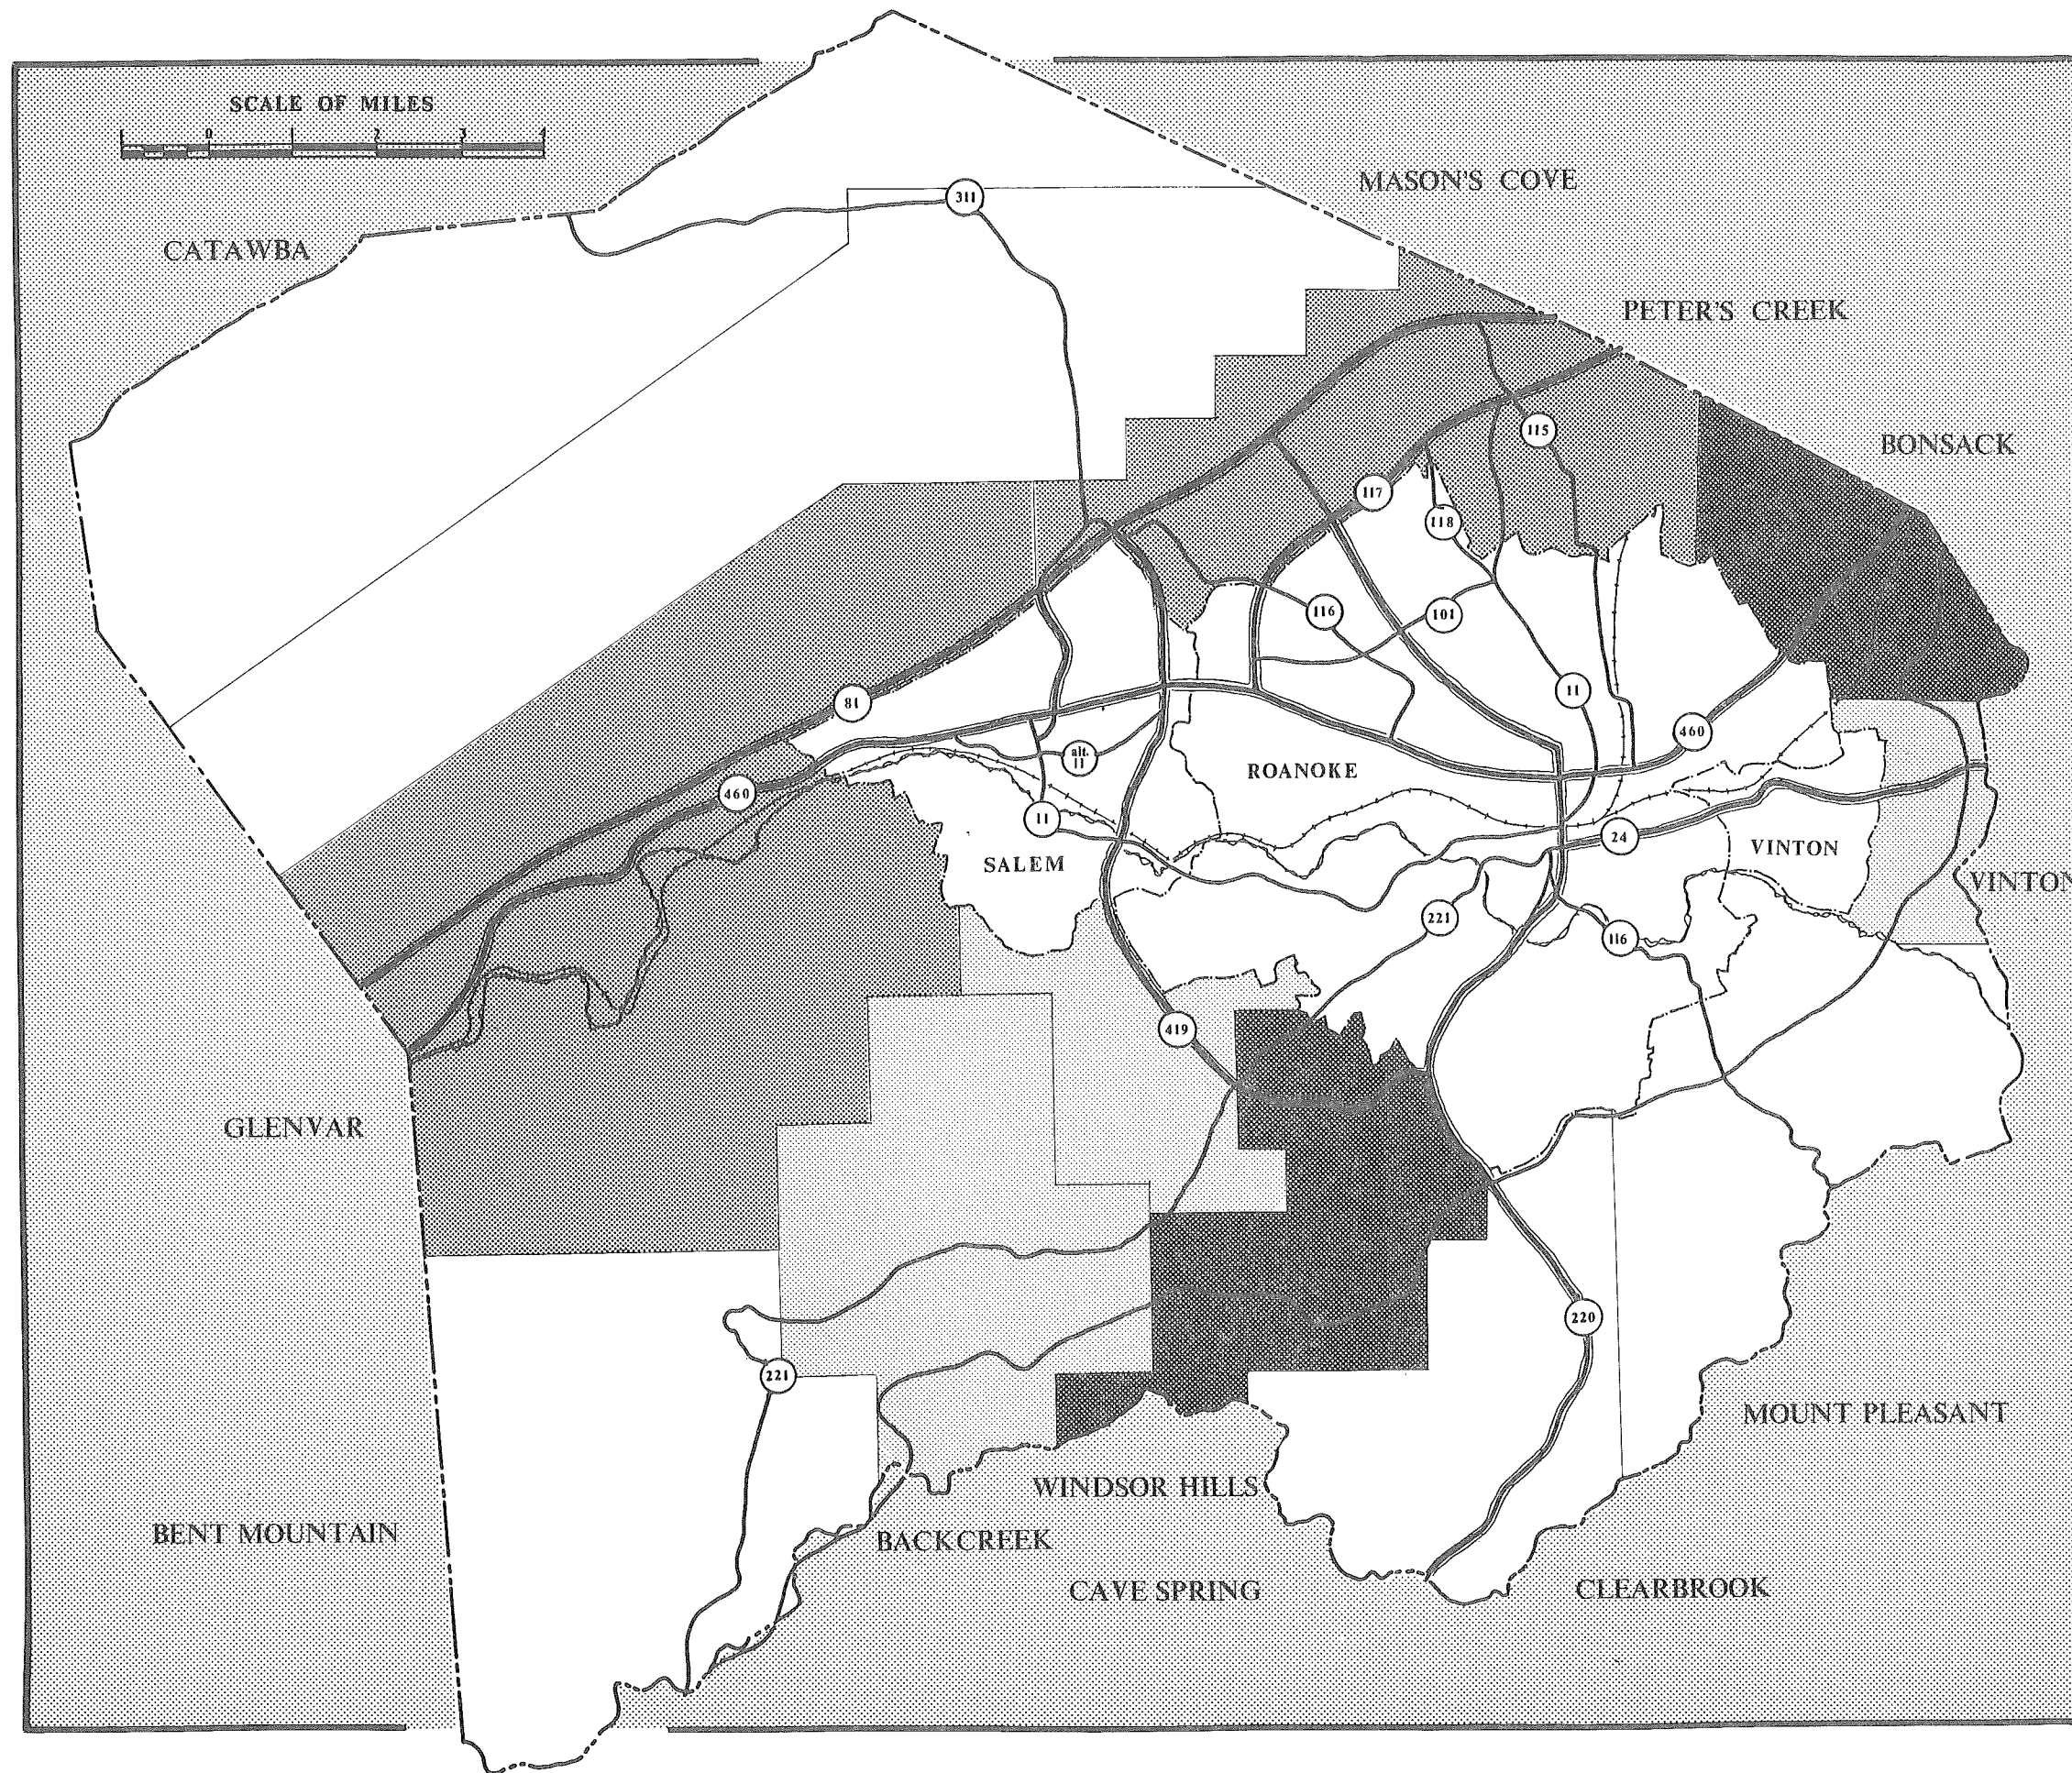 SCALE OF MILES
0 1 2 3 4
MASON'S COVE
311
CATAWBA
PETER'S CREEK
115
BONSACK
117
118
116
101
81
11
460
alt.
11
ROANOKE
460
11
24
SALEM
VINTON
VINTON
221
116
419
GLENVAR
220
221
MOUNT PLEASANT
WINDSOR HILLS
BENT MOUNTAIN
BACK CREEK
CAVE SPRING
CLEARBROOK